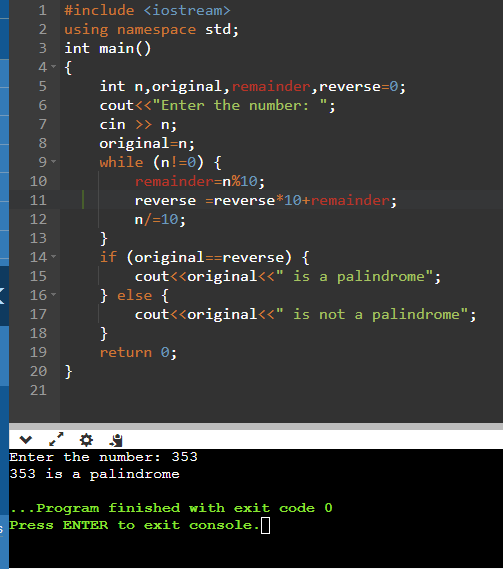 1 #include <iostream>
2 using namespace std;
3 int main()
4 {
5 int n,original,remainder,reverse=0;
6 cout<<"Enter the number: ";
7 cin >> n;
8 original=n;
9 while (n!=0) {
10 remainder=n%10;
11 reverse =reverse*10+remainder;
12 n/=10;
13 }
14 if (original==reverse) {
15 cout<<original<<" is a palindrome";
16 } else {
17 cout<<original<<" is not a palindrome";
18 }
19 return 0;
20 }
21
Enter the number: 353
353 is a palindrome
...Program finished with exit code 0
Press ENTER to exit console.